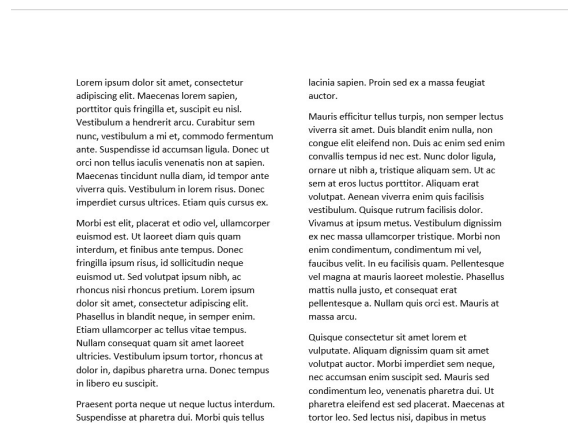 Lorem ipsum dolor sit amet, consectetur
adipiscing elit. Maecenas lorem sapien,
porttitor quis fringilla et, suscipit eu nisl.
Vestibulum a hendrerit arcu. Curabitur sem
nunc, vestibulum a mi et, commodo fermentum
ante. Suspendisse id accumsan ligula. Donec ut
orci non tellus iaculis venenatis non at sapien.
Maecenas tincidunt nulla diam, id tempor ante
viverra quis. Vestibulum in lorem risus. Donec
imperdiet cursus ultrices. Etiam quis cursus ex.
Morbi est elit, placerat et odio vel, ullamcorper
euismod est. Ut laoreet diam quis quam
interdum, et finibus ante tempus. Donec
fringilla ipsum risus, id sollicitudin neque
euismod ut. Sed volutpat ipsum nibh, ac
rhoncus nisi rhoncus pretium. Lorem ipsum
dolor sit amet, consectetur adipiscing elit.
Phasellus in blandit neque, in semper enim.
Etiam ullamcorper ac tellus vitae tempus.
Nullam consequat quam sit amet laoreet
ultricies. Vestibulum ipsum tortor, rhoncus at
dolor in, dapibus pharetra urna. Donec tempus
in libero eu suscipit.
Praesent porta neque ut neque luctus interdum.
Suspendisse at pharetra dui. Morbi quis tellus
lacinia sapien. Proin sed ex a massa feugiat
auctor.
Mauris efficitur tellus turpis, non semper lectus
viverra sit amet. Duis blandit enim nulla, non
congue elit eleifend non. Duis ac enim sed enim
convallis tempus id nec est. Nunc dolor ligula,
ornare ut nibh a, tristique aliquam sem. Ut ac
sem at eros luctus porttitor. Aliquam erat
volutpat. Aenean viverra enim quis facilisis
vestibulum. Quisque rutrum facilisis dolor.
Vivamus at ipsum metus. Vestibulum dignissim
ex nec massa ullamcorper tristique. Morbi non
enim condimentum, condimentum mi vel,
faucibus velit. In eu facilisis quam. Pellentesque
vel magna at mauris laoreet molestie. Phasellus
mattis nulla justo, et consequat erat
pellentesque a. Nullam quis orci est. Mauris at
massa arcu.
Quisque consectetur sit amet lorem et
vulputate. Aliquam dignissim quam sit amet
volutpat auctor. Morbi imperdiet sem neque,
nec accumsan enim suscipit sed. Mauris sed
condimentum leo, venenatis pharetra dui. Ut
pharetra eleifend est sed placerat. Maecenas at
tortor leo. Sed lectus nisi, dapibus in metus